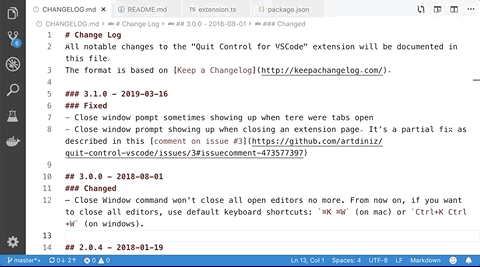 CHANGELOG.md README.md extension.ts package.json
CHANGELOG.md > # Change Log > ## 3.0.0 - 2018-08-01 > ### Changed
1 # Change Log
2 All notable changes to the "Quit Control for VSCode" extension will be documented in
this file.
3 The format is based on [Keep a Changelog](http://keepachangelog.com/).
4
5 ### 3.1.0 - 2019-03-16
6 ### Fixed
7 - Close window pompt sometimes showing up when tere were tabs open
8 - Close window prompt showing up when closing an extension page. It's a partial fix as
described in this [comment on issue #3](https://github.com/artdiniz/
quit-control-vscode/issues/3#issuecomment-473577397)
9
10 ## 3.0.0 - 2018-08-01
11 ### Changed
12 - Close Window command won't close all open editors no more. From now on, if you want
to close all editors, use default keyboard shortcuts: `⌘K ⌘W` (on mac) or `Ctrl+K Ctrl
+W` (on windows).
13
14 ## 2.0.4 - 2018-01-19
master* 0↓ 2↑ 0 0 Ln 13, Col 1 Spaces: 4 UTF-8 LF Markdown